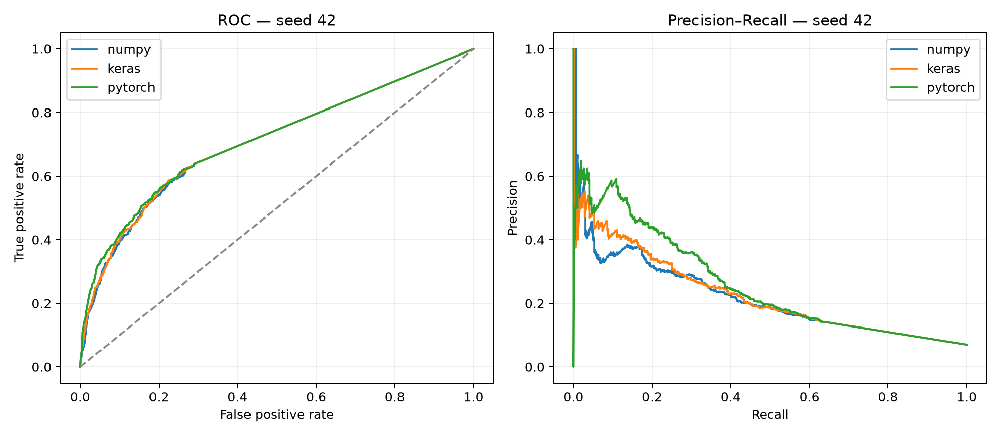 ROC — seed 42
1.0
0.8
0.6
0.4
0.2
0.0
True positive rate
numpy
keras
pytorch
0.0 0.2 0.4 0.6 0.8 1.0
False positive rate
Precision–Recall — seed 42
1.0
0.8
0.6
0.4
0.2
0.0
Precision
numpy
keras
pytorch
0.0 0.2 0.4 0.6 0.8 1.0
Recall